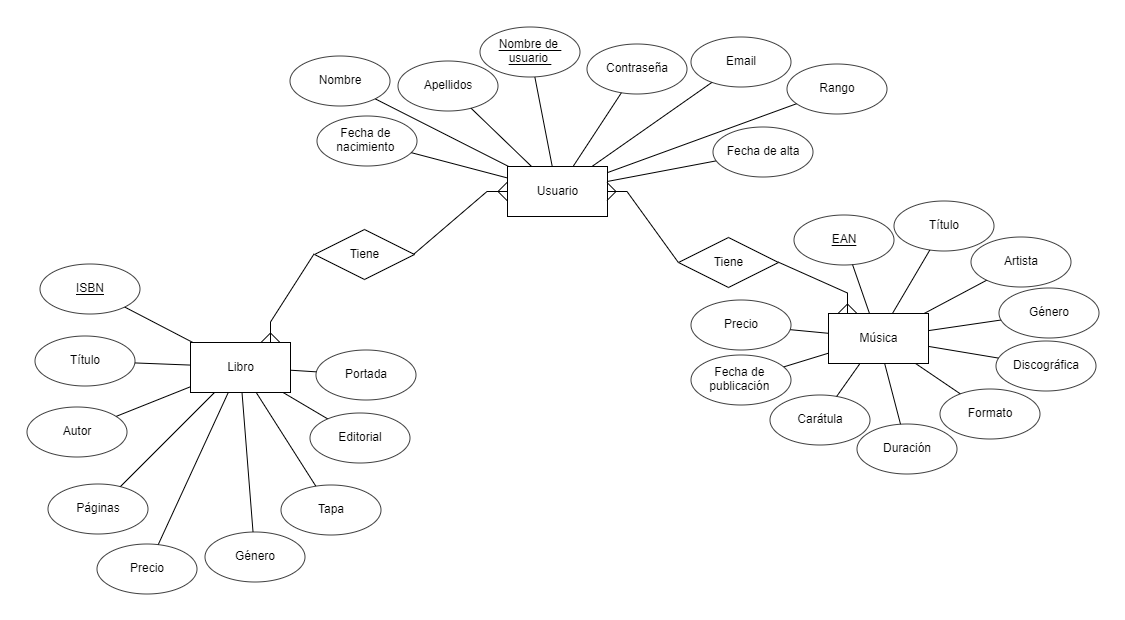 Nombre de
usuario
Nombre
Apellidos
Contraseña
Email
Rango
Fecha de
nacimiento
Fecha de alta
Usuario
Tiene
Tiene
ISBN
Título
Autor
Páginas
Precio
Género
Tapa
Editorial
Portada
Libro
EAN
Título
Artista
Género
Discográfica
Formato
Duración
Carátula
Fecha de
publicación
Precio
Música